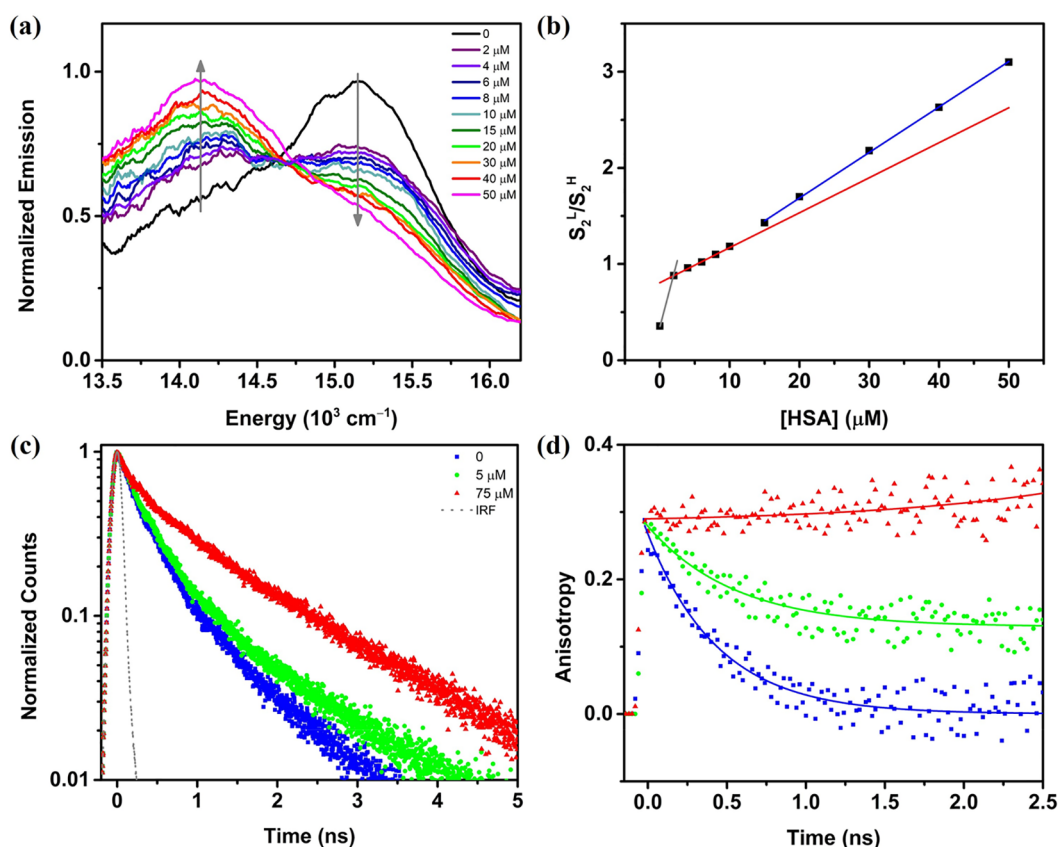 (a)
1.0
0.5
0.0
Normalized Emission
13.5 14.0 14.5 15.0 15.5 16.0
Energy (10³ cm⁻¹)
0
2 μM
4 μM
6 μM
8 μM
10 μM
15 μM
20 μM
30 μM
40 μM
50 μM
(b)
3
2
1
0
S₂ᴸ/S₂ᴴ
0 10 20 30 40 50
[HSA] (μM)
(c)
1
0.1
0.01
Normalized Counts
0 1 2 3 4 5
Time (ns)
0
5 μM
75 μM
IRF
(d)
0.4
0.2
0.0
Anisotropy
0.0 0.5 1.0 1.5 2.0 2.5
Time (ns)